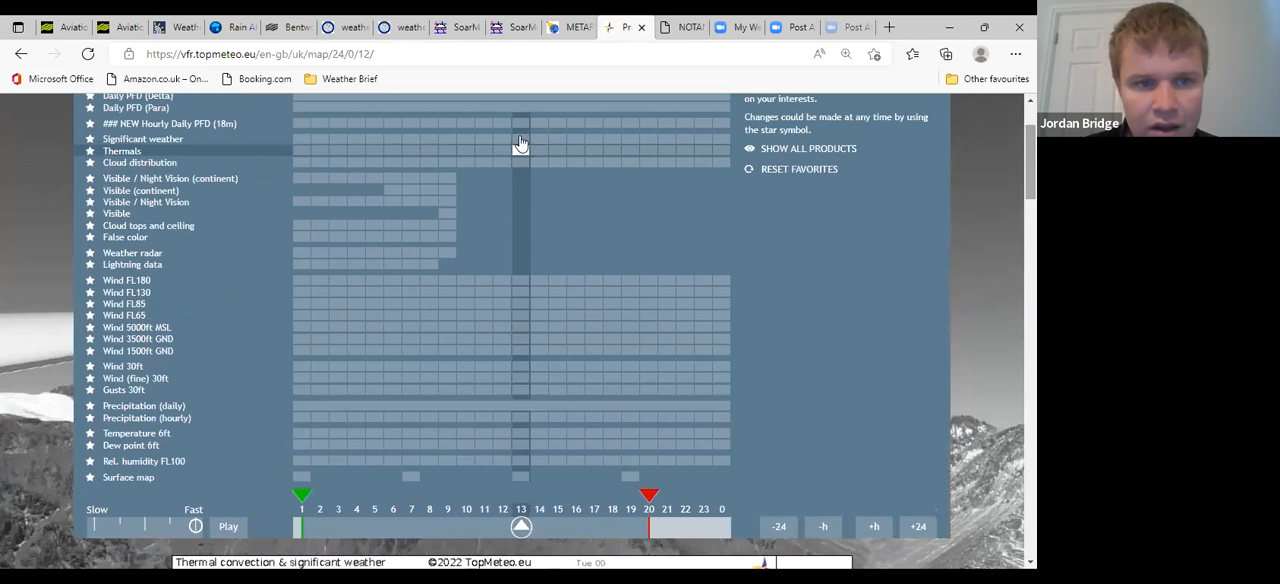 Aviatic
Aviatic
Weath
Rain Al
Bentw
weathe
weathe
SoarM
SoarM
METAF
Pr
NOTAI
My We
Post A
Post A
https://vfr.topmeteo.eu/en-gb/uk/map/24/0/12/
Microsoft Office
Amazon.co.uk – On...
Booking.com
Weather Brief
Other favourites
Daily PFD (Delta)
Daily PFD (Para)
### NEW Hourly Daily PFD (18m)
Significant weather
Thermals
Cloud distribution
Visible / Night Vision (continent)
Visible (continent)
Visible / Night Vision
Visible
Cloud tops and ceiling
False color
Weather radar
Lightning data
Wind FL180
Wind FL130
Wind FL85
Wind FL65
Wind 5000ft MSL
Wind 3500ft GND
Wind 1500ft GND
Wind 30ft
Wind (fine) 30ft
Gusts 30ft
Precipitation (daily)
Precipitation (hourly)
Temperature 6ft
Dew point 6ft
Rel. humidity FL100
Surface map
on your interests.
Changes could be made at any time by using
the star symbol.
SHOW ALL PRODUCTS
RESET FAVORITES
1 2 3 4 5 6 7 8 9 10 11 12 13 14 15 16 17 18 19 20 21 22 23 0
Slow Fast Play
-24 -h +h +24
Thermal convection & significant weather ©2022 TopMeteo.eu Tue 00
Jordan Bridge